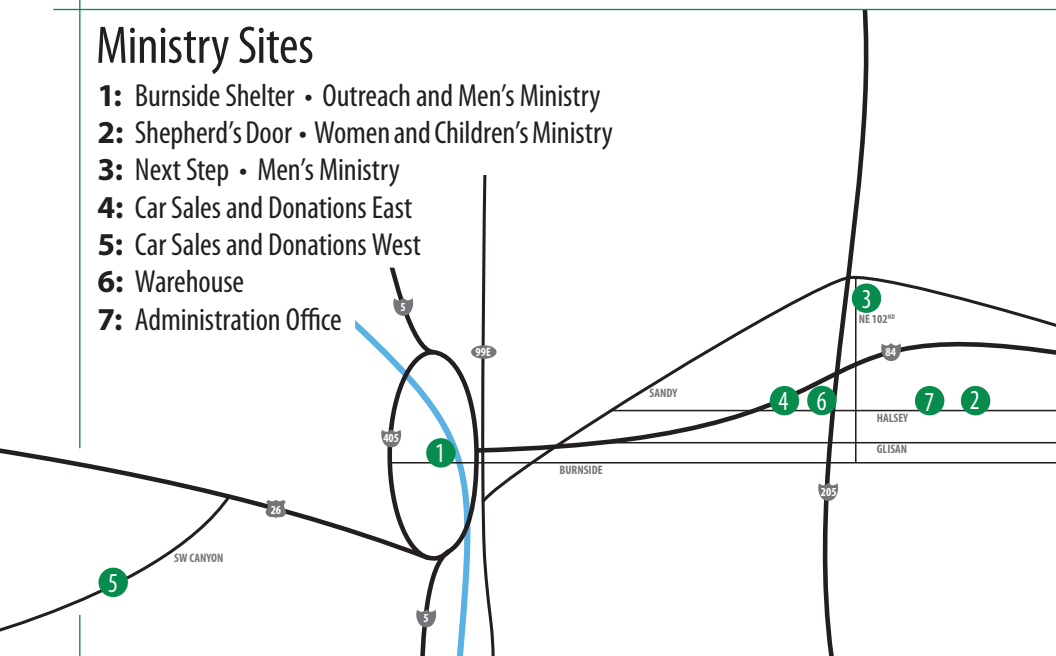 Ministry Sites
1: Burnside Shelter • Outreach and Men's Ministry
2: Shepherd's Door • Women and Children's Ministry
3: Next Step • Men's Ministry
4: Car Sales and Donations East
5: Car Sales and Donations West
6: Warehouse
7: Administration Office
5
3
NE 102ND
99E
84
SANDY
4
6
7
2
HALSEY
405
1
GLISAN
BURNSIDE
205
26
SW CANYON
5
5